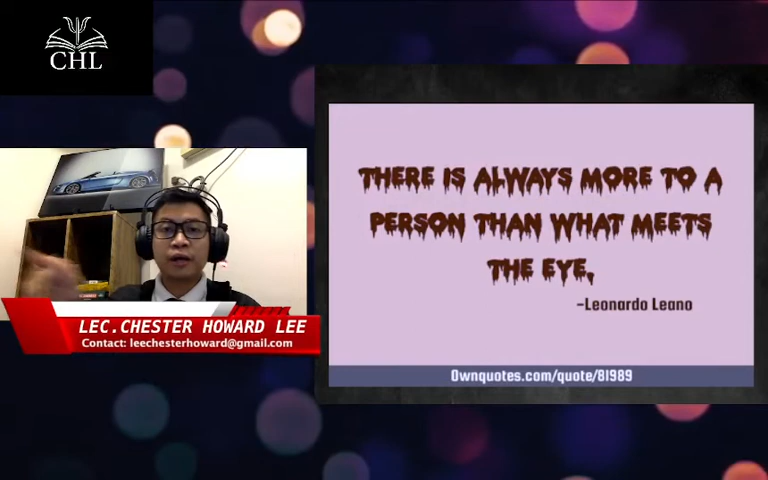 CHL
THERE IS ALWAYS MORE TO A
PERSON THAN WHAT MEETS
THE EYE.
-Leonardo Leano
Ownquotes.com/quote/81989
LEC.CHESTER HOWARD LEE
Contact: leechesterhoward@gmail.com